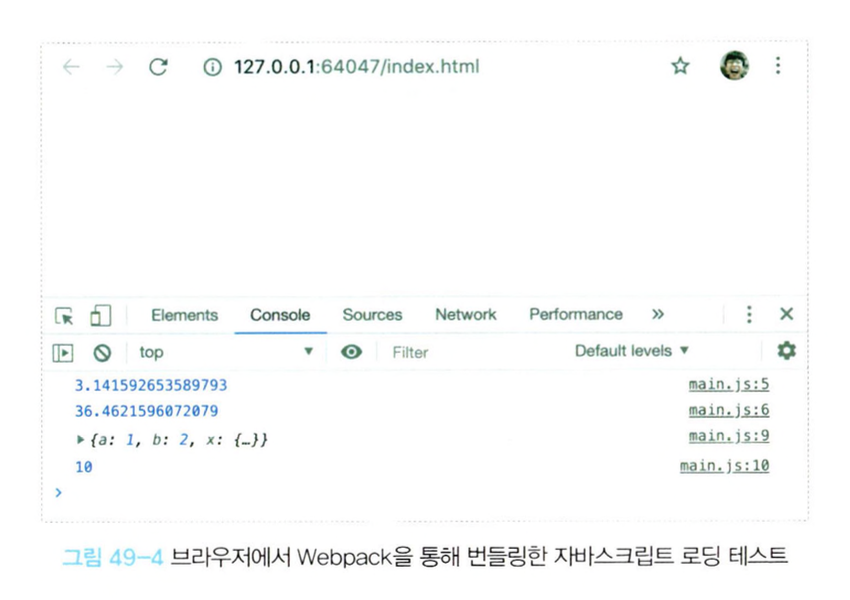 127.0.0.1:64047/index.html
Elements Console Sources Network Performance »
top ▼ Filter Default levels ▼
3.141592653589793 main.js:5
36.4621596072079 main.js:6
▶{a: 1, b: 2, x: {…}} main.js:9
10 main.js:10
>
그림 49-4 브라우저에서 Webpack을 통해 번들링한 자바스크립트 로딩 테스트